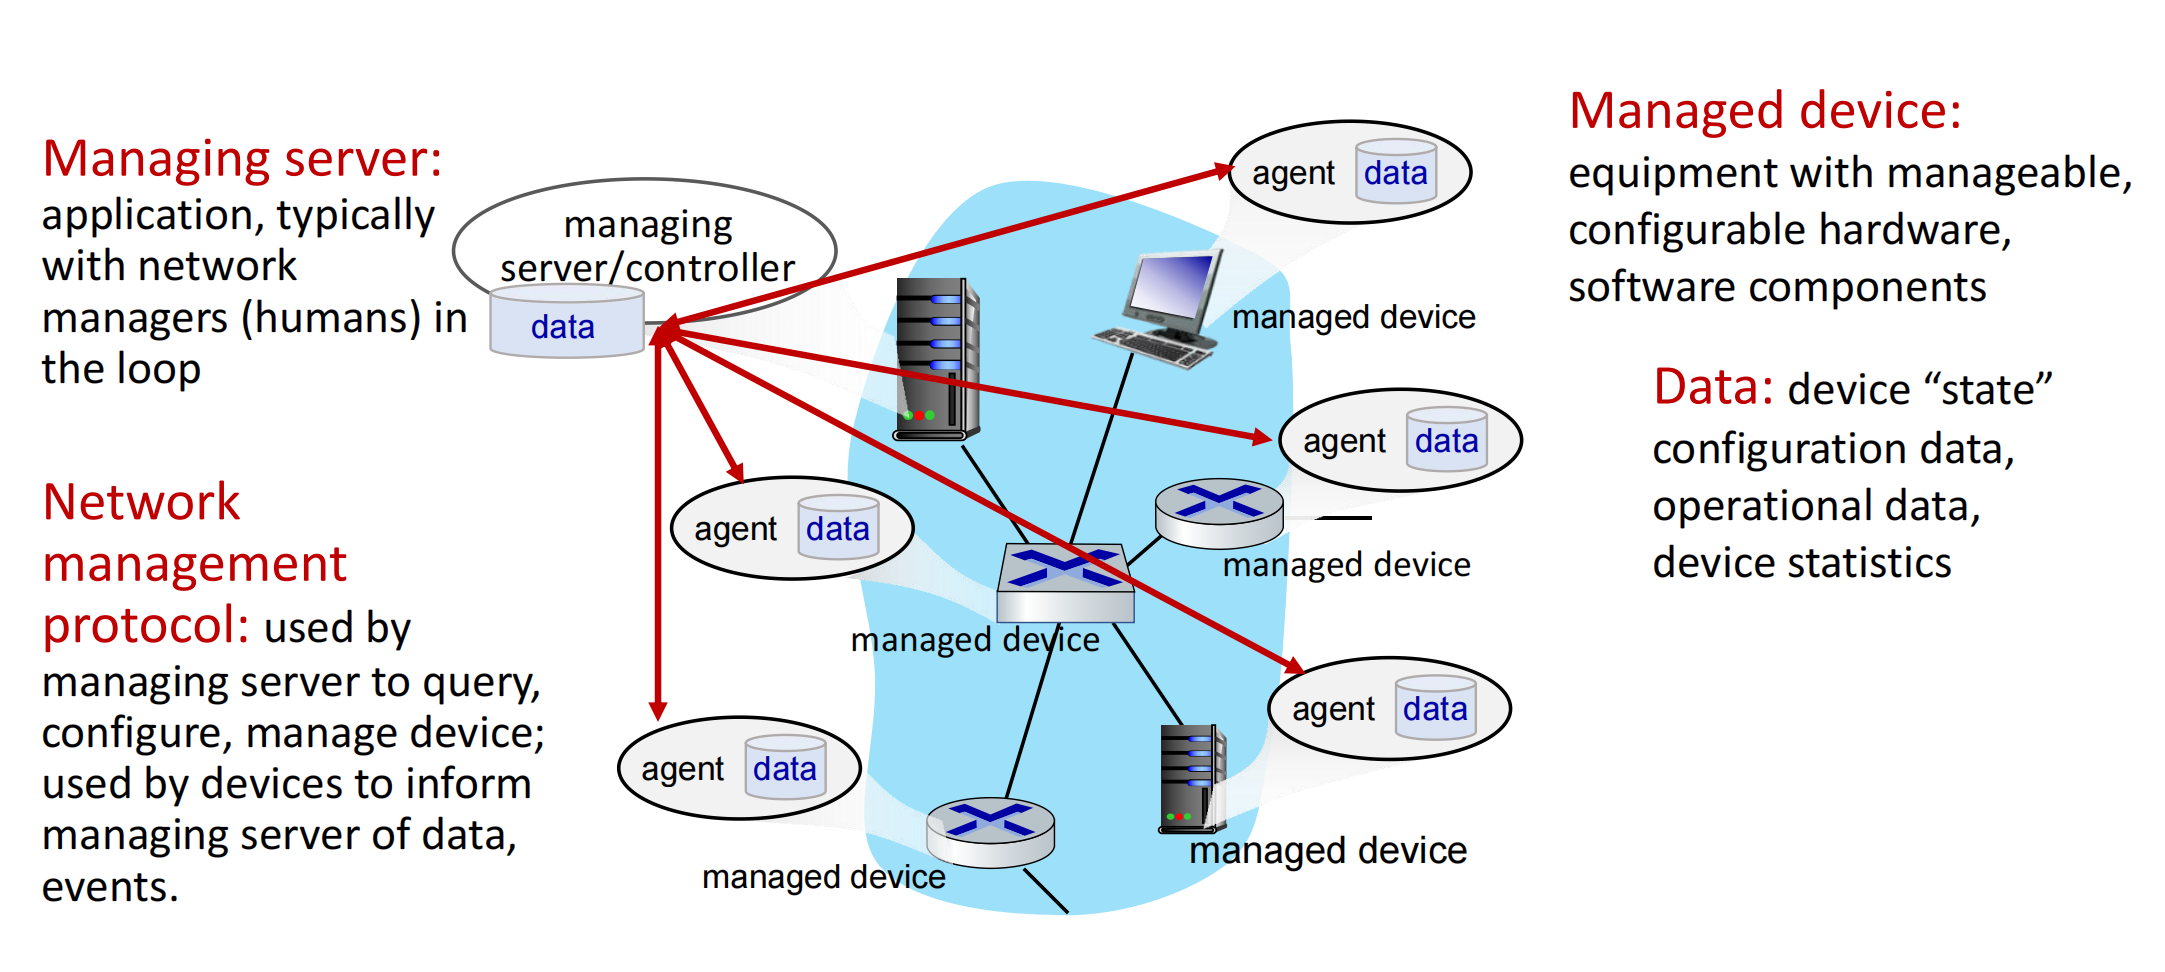 Managing server:
application, typically
with network
managers (humans) in
the loop
Network
management
protocol: used by
managing server to query,
configure, manage device;
used by devices to inform
managing server of data,
events.
managing
server/controller
data
agent data
managed device
agent data
managed device
agent data
managed device
agent data
managed device
agent data
managed device
Managed device:
equipment with manageable,
configurable hardware,
software components
Data: device “state”
configuration data,
operational data,
device statistics